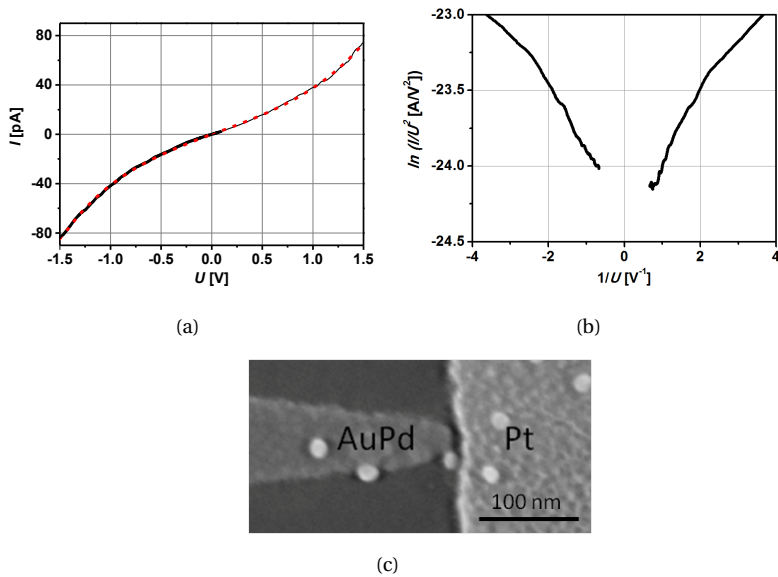 80
40
0
-40
-80
I [pA]
-1.5 -1.0 -0.5 0.0 0.5 1.0 1.5
U [V]
(a)
-23.0
-23.5
-24.0
-24.5
ln (I/U² [A/V²])
-4 -2 0 2 4
1/U [V⁻¹]
(b)
AuPd Pt
100 nm
(c)